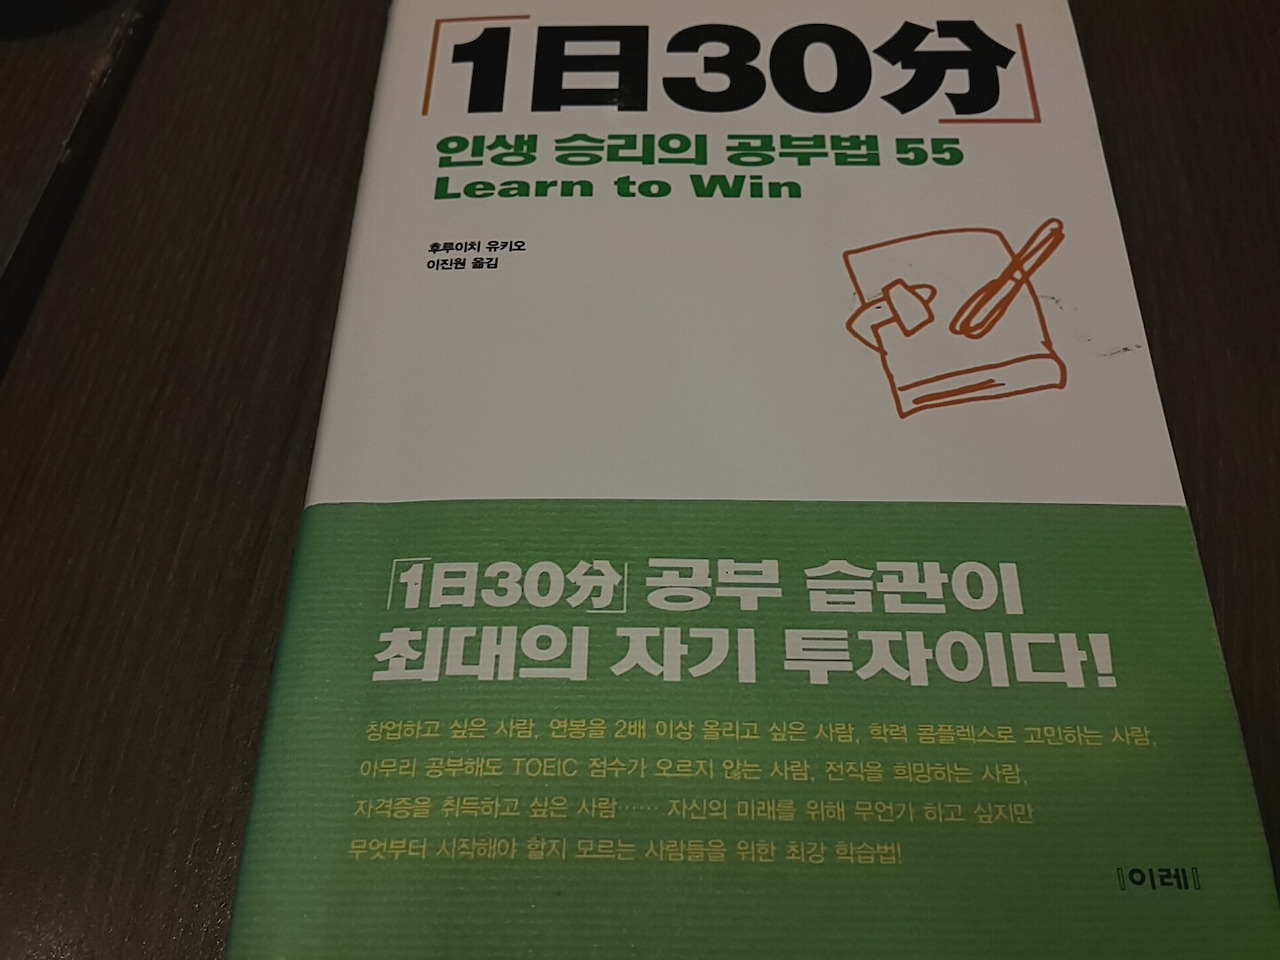 「1日30分」
인생 승리의 공부법 55
Learn to Win
후루이치 유키오
이진원 옮김
「1日30分」 공부 습관이
최대의 자기 투자이다!
창업하고 싶은 사람, 연봉을 2배 이상 올리고 싶은 사람, 학력 콤플렉스로 고민하는 사람,
아무리 공부해도 TOEIC 점수가 오르지 않는 사람, 전직을 희망하는 사람,
자격증을 취득하고 싶은 사람…… 자신의 미래를 위해 무언가 하고 싶지만
무엇부터 시작해야 할지 모르는 사람들을 위한 최강 학습법!
이레